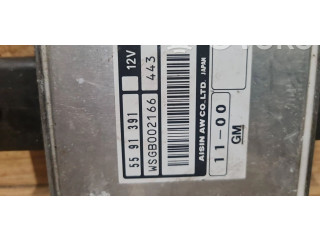 12V
55 91 391
443
WSGB002166
AISIN AW CO.,LTD. JAPAN
11-00
GM